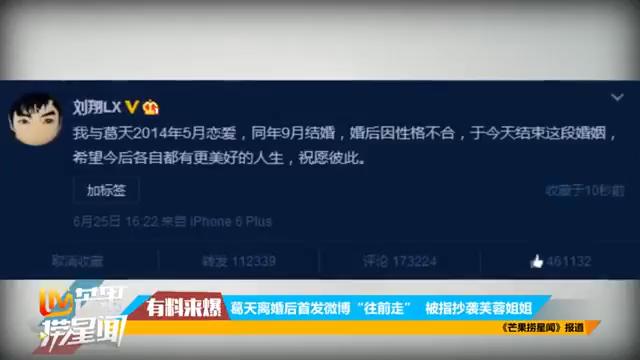 刘翔LX
我与葛天2014年5月恋爱，同年9月结婚，婚后因性格不合，于今天结束这段婚姻，
希望今后各自都有更美好的人生，祝愿彼此。
加标签
收藏于10秒前
6月25日 16:22 来自 iPhone 6 Plus
取消收藏
转发 112339
评论 173224
461132
芒果
捞星闻
有料来爆
葛天离婚后首发微博“往前走” 被指抄袭芙蓉姐姐
《芒果捞星闻》报道